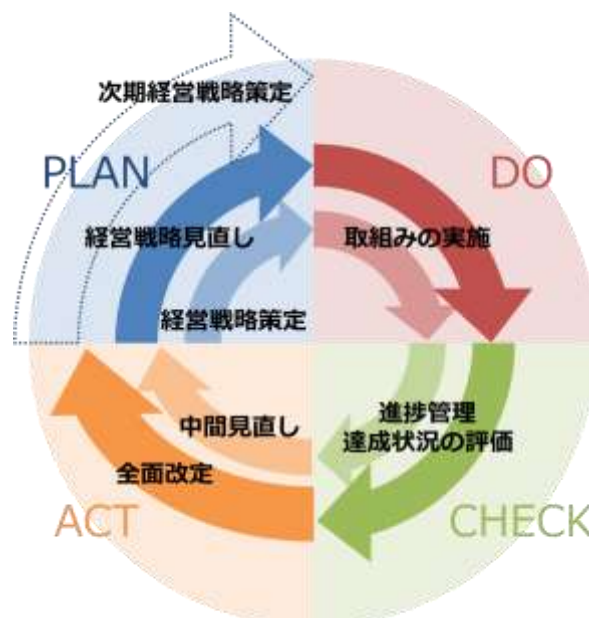 次期経営戦略策定
PLAN
DO
経営戦略見直し
取組みの実施
経営戦略策定
中間見直し
進捗管理
達成状況の評価
全面改定
ACT
CHECK